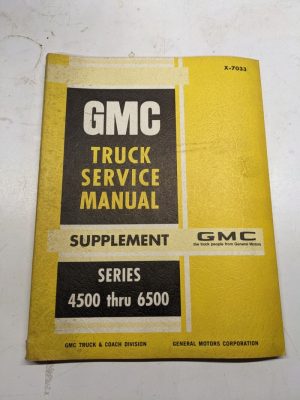 X-7033
GMC
TRUCK
SERVICE
MANUAL
SUPPLEMENT
GMC
the truck people from General Motors
SERIES
4500 thru 6500
GMC TRUCK & COACH DIVISION
GENERAL MOTORS CORPORATION